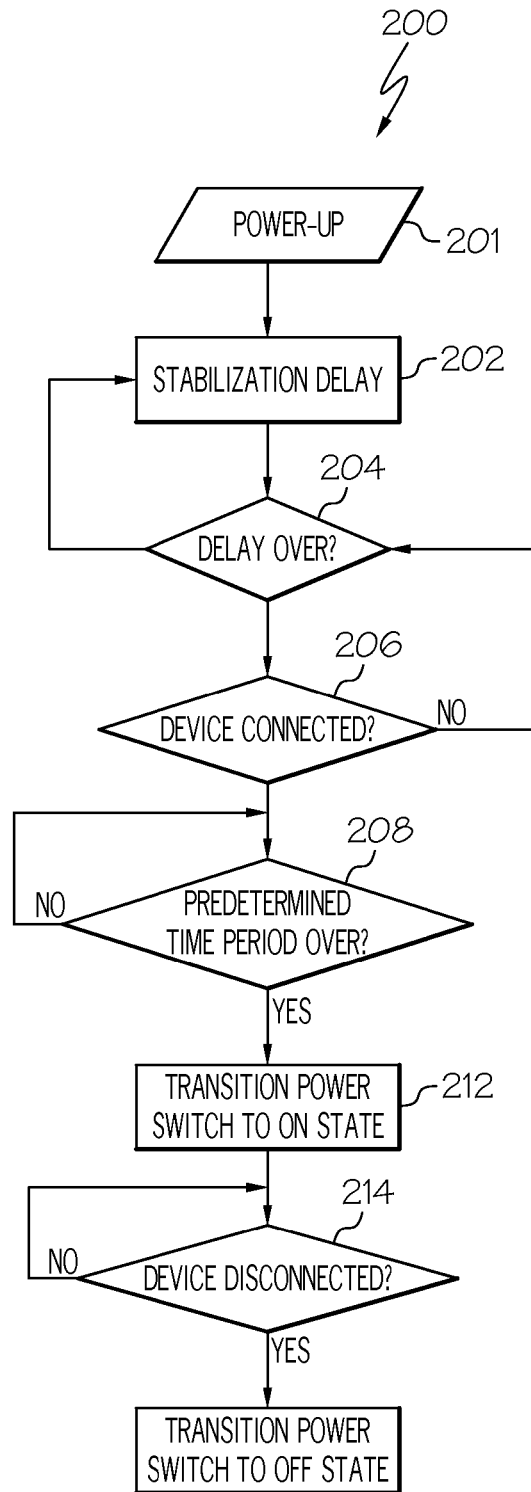 200
POWER-UP
201
STABILIZATION DELAY
202
204
DELAY OVER?
206
DEVICE CONNECTED?
NO
208
NO
PREDETERMINED
TIME PERIOD OVER?
YES
TRANSITION POWER
SWITCH TO ON STATE
212
214
NO
DEVICE DISCONNECTED?
YES
TRANSITION POWER
SWITCH TO OFF STATE